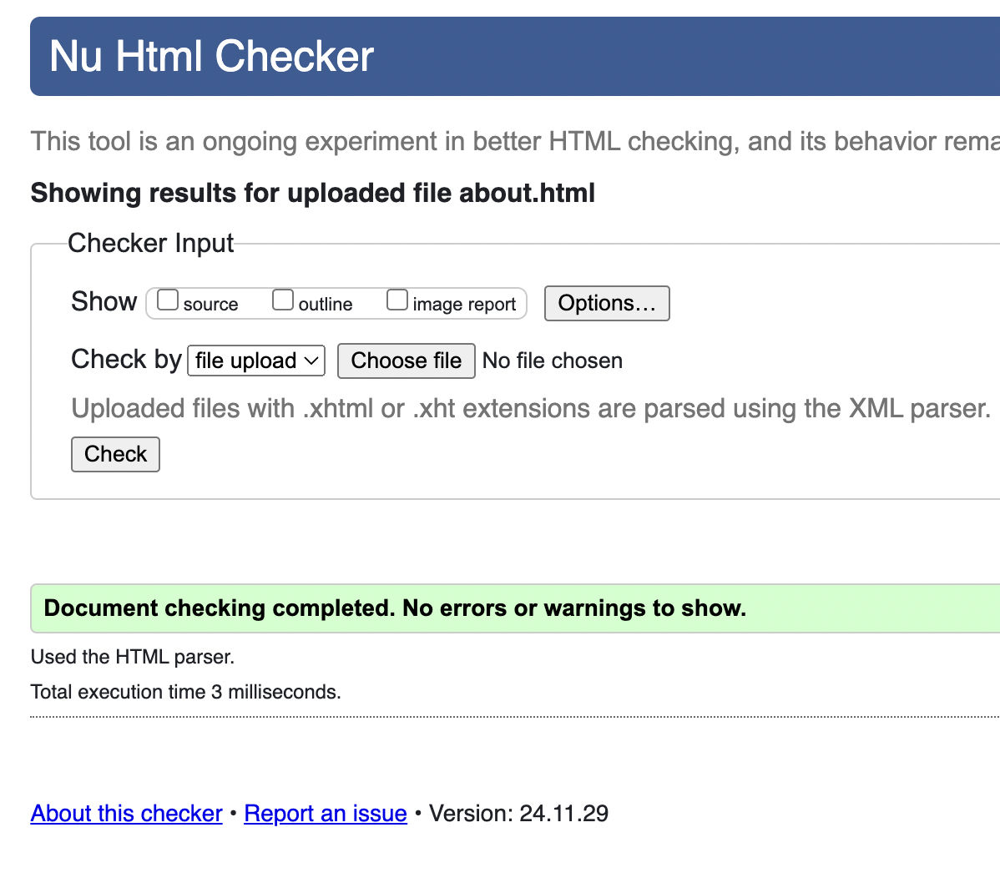 Nu Html Checker
This tool is an ongoing experiment in better HTML checking, and its behavior rema
Showing results for uploaded file about.html
Checker Input
Show source outline image report Options...
Check by file upload Choose file No file chosen
Uploaded files with .xhtml or .xht extensions are parsed using the XML parser.
Check
Document checking completed. No errors or warnings to show.
Used the HTML parser.
Total execution time 3 milliseconds.
About this checker • Report an issue • Version: 24.11.29